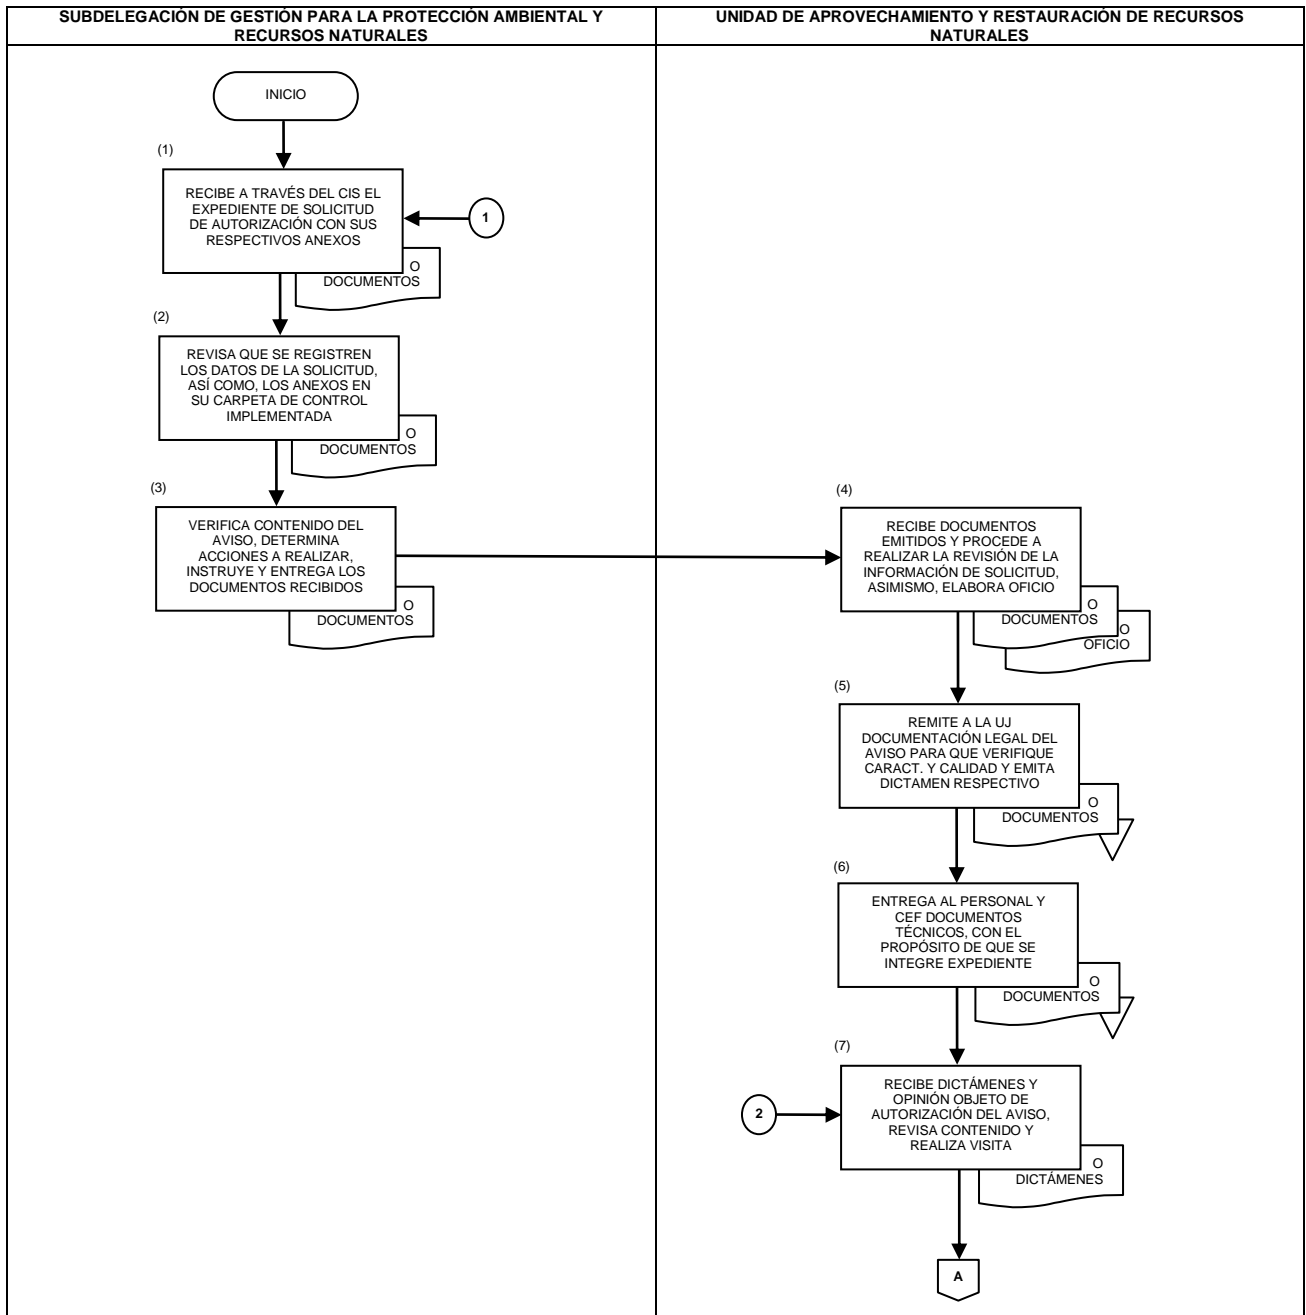 SUBDELEGACIÓN DE GESTIÓN PARA LA PROTECCIÓN AMBIENTAL Y
RECURSOS NATURALES
UNIDAD DE APROVECHAMIENTO Y RESTAURACIÓN DE RECURSOS
NATURALES
INICIO
(1)
RECIBE A TRAVÉS DEL CIS EL
EXPEDIENTE DE SOLICITUD
DE AUTORIZACIÓN CON SUS
RESPECTIVOS ANEXOS
1
O
DOCUMENTOS
(2)
REVISA QUE SE REGISTREN
LOS DATOS DE LA SOLICITUD,
ASÍ COMO, LOS ANEXOS EN
SU CARPETA DE CONTROL
IMPLEMENTADA
O
DOCUMENTOS
(3)
VERIFICA CONTENIDO DEL
AVISO, DETERMINA
ACCIONES A REALIZAR,
INSTRUYE Y ENTREGA LOS
DOCUMENTOS RECIBIDOS
O
DOCUMENTOS
(4)
RECIBE DOCUMENTOS
EMITIDOS Y PROCEDE A
REALIZAR LA REVISIÓN DE LA
INFORMACIÓN DE SOLICITUD,
ASIMISMO, ELABORA OFICIO
O
DOCUMENTOS
O
OFICIO
(5)
REMITE A LA UJ
DOCUMENTACIÓN LEGAL DEL
AVISO PARA QUE VERIFIQUE
CARACT. Y CALIDAD Y EMITA
DICTAMEN RESPECTIVO
O
DOCUMENTOS
(6)
ENTREGA AL PERSONAL Y
CEF DOCUMENTOS
TÉCNICOS, CON EL
PROPÓSITO DE QUE SE
INTEGRE EXPEDIENTE
O
DOCUMENTOS
(7)
RECIBE DICTÁMENES Y
OPINIÓN OBJETO DE
AUTORIZACIÓN DEL AVISO,
REVISA CONTENIDO Y
REALIZA VISITA
2
O
DICTÁMENES
A